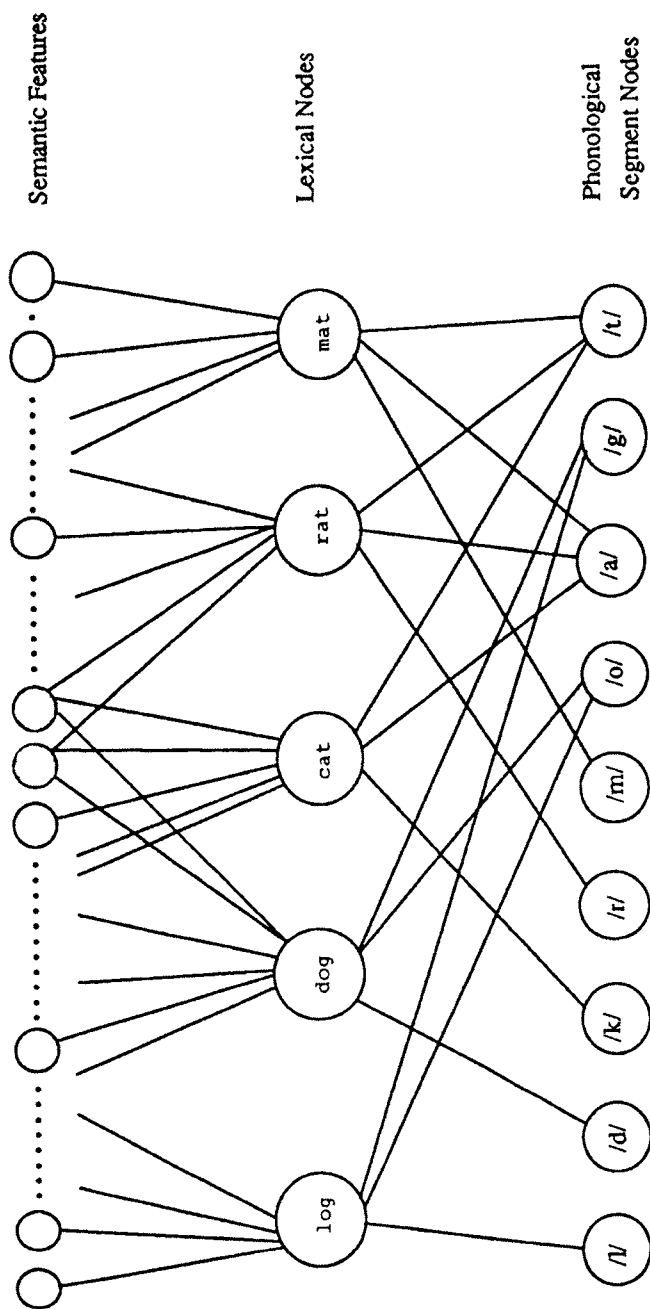 Semantic Features
Lexical Nodes
log
dog
cat
rat
mat
Phonological
Segment Nodes
/l/
/d/
/k/
/r/
/m/
/o/
/a/
/g/
/t/